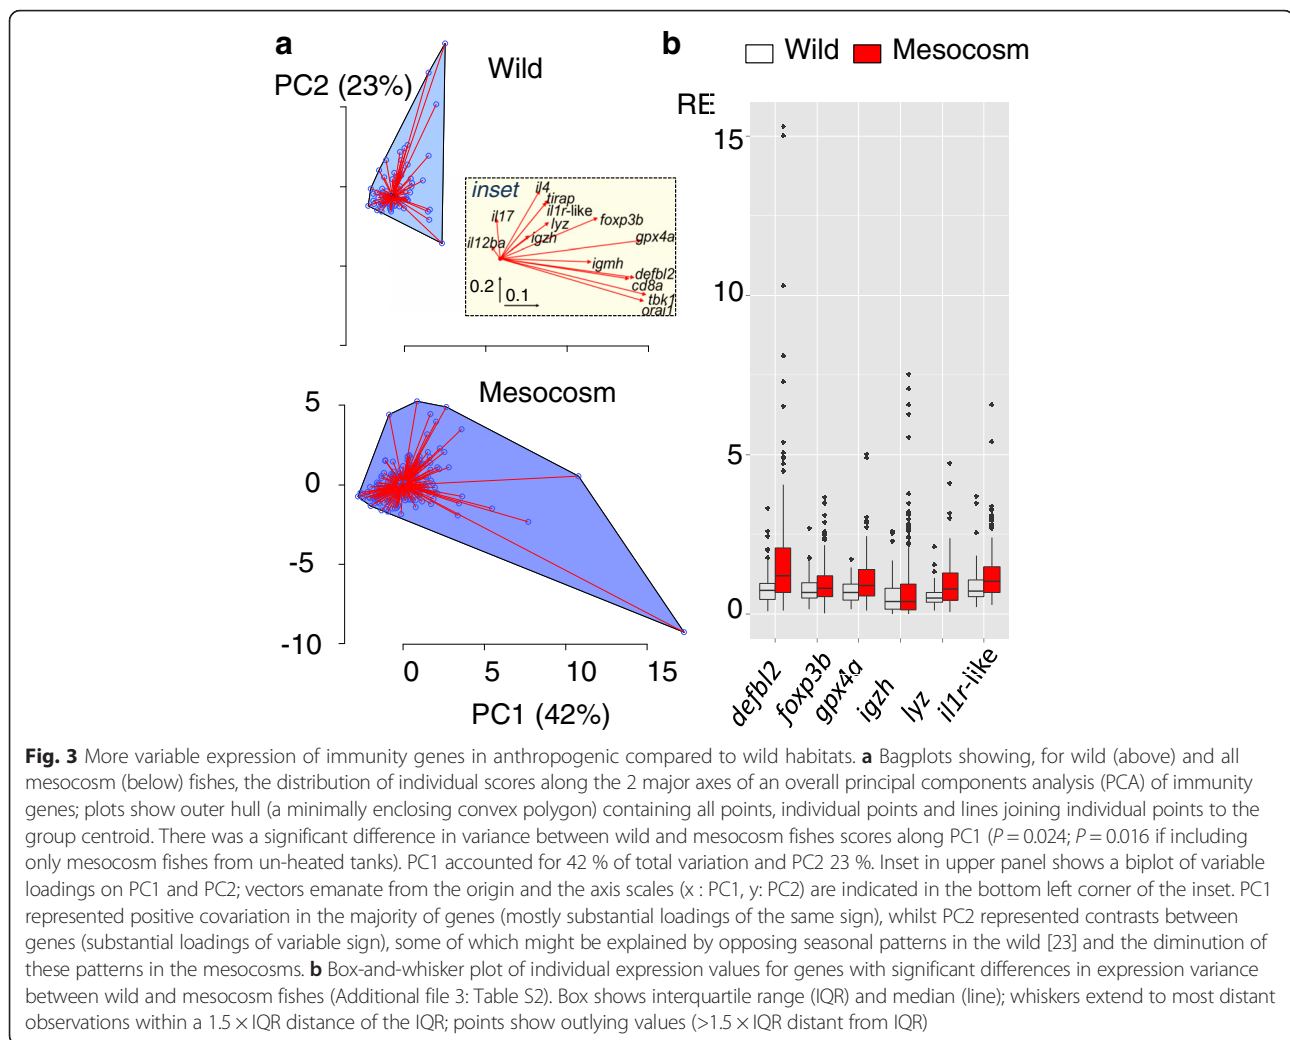 a
b
Wild Mesocosm
PC2 (23%)
Wild
RE
15
10
5
0
inset
il4
tirap
il1r-like
il17
lyz
foxp3b
igzh
gpx4a
il12ba
igmh
defbl2
cd8a
tbk1
orai1
0.2
0.1
Mesocosm
5
0
-5
-10
0 5 10 15
PC1 (42%)
defbl2
foxp3b
gpx4a
igzh
lyz
il1r-like
Fig. 3 More variable expression of immunity genes in anthropogenic compared to wild habitats. a Bagplots showing, for wild (above) and all
mesocosm (below) fishes, the distribution of individual scores along the 2 major axes of an overall principal components analysis (PCA) of immunity
genes; plots show outer hull (a minimally enclosing convex polygon) containing all points, individual points and lines joining individual points to the
group centroid. There was a significant difference in variance between wild and mesocosm fishes scores along PC1 (P = 0.024; P = 0.016 if including
only mesocosm fishes from un-heated tanks). PC1 accounted for 42 % of total variation and PC2 23 %. Inset in upper panel shows a biplot of variable
loadings on PC1 and PC2; vectors emanate from the origin and the axis scales (x : PC1, y: PC2) are indicated in the bottom left corner of the inset. PC1
represented positive covariation in the majority of genes (mostly substantial loadings of the same sign), whilst PC2 represented contrasts between
genes (substantial loadings of variable sign), some of which might be explained by opposing seasonal patterns in the wild [23] and the diminution of
these patterns in the mesocosms. b Box-and-whisker plot of individual expression values for genes with significant differences in expression variance
between wild and mesocosm fishes (Additional file 3: Table S2). Box shows interquartile range (IQR) and median (line); whiskers extend to most distant
observations within a 1.5 × IQR distance of the IQR; points show outlying values (>1.5 × IQR distant from IQR)